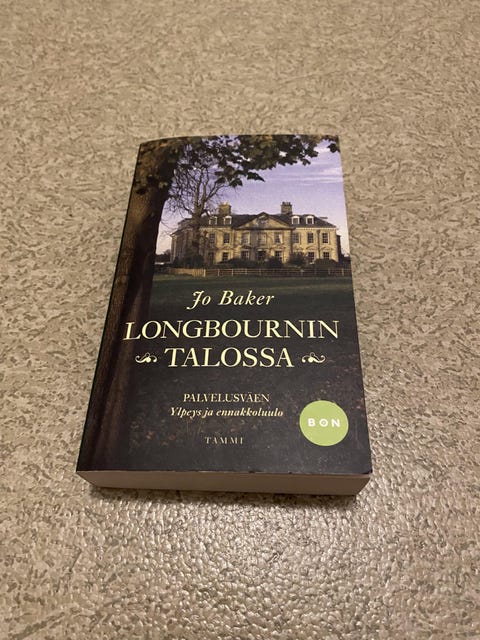 Jo Baker
LONGBOURNIN
TALOSSA
PALVELUSVÄEN
Ylpeys ja ennakkoluulo
BON
TAMMI